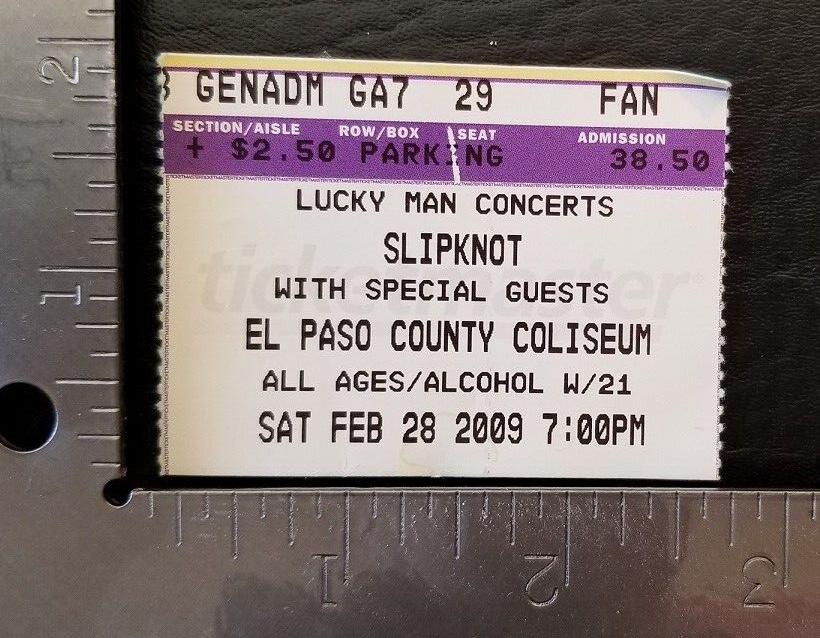 GENADM GA7 29 FAN
SECTION/AISLE ROW/BOX SEAT ADMISSION
+ $2.50 PARKING 38.50
LUCKY MAN CONCERTS
SLIPKNOT
ticketmaster®
WITH SPECIAL GUESTS
EL PASO COUNTY COLISEUM
ALL AGES/ALCOHOL W/21
SAT FEB 28 2009 7:00PM
2
1
1 2 3